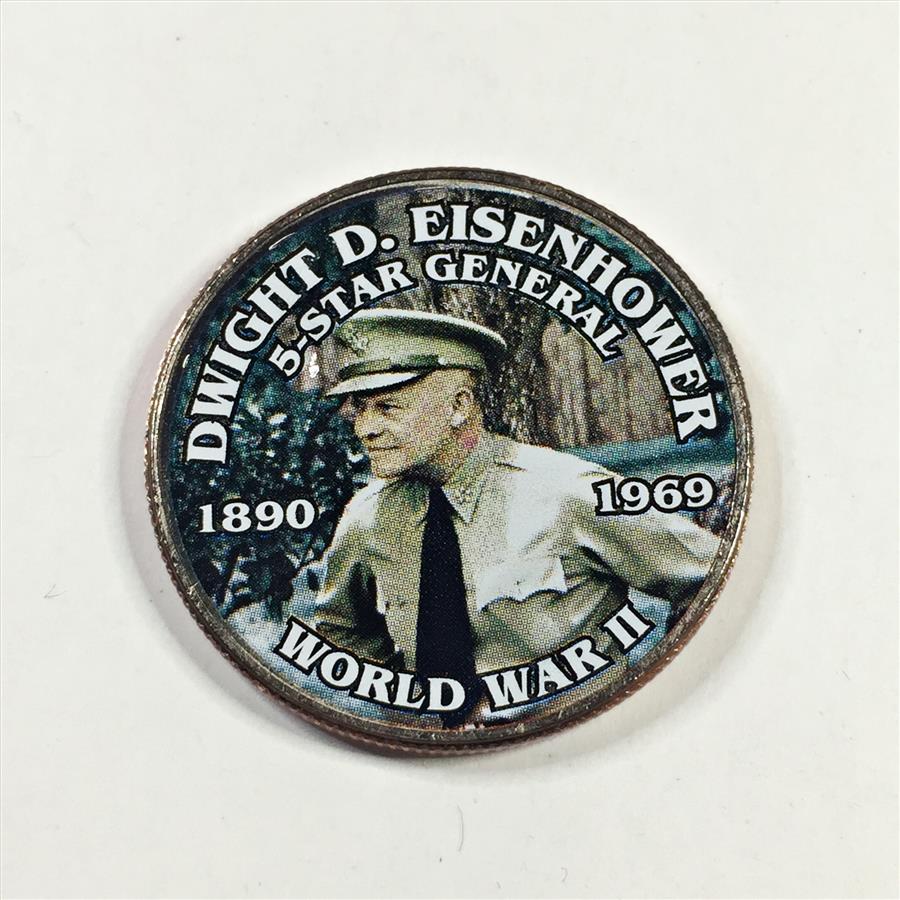 DWIGHT D. EISENHOWER
5-STAR GENERAL
1890
1969
WORLD WAR II